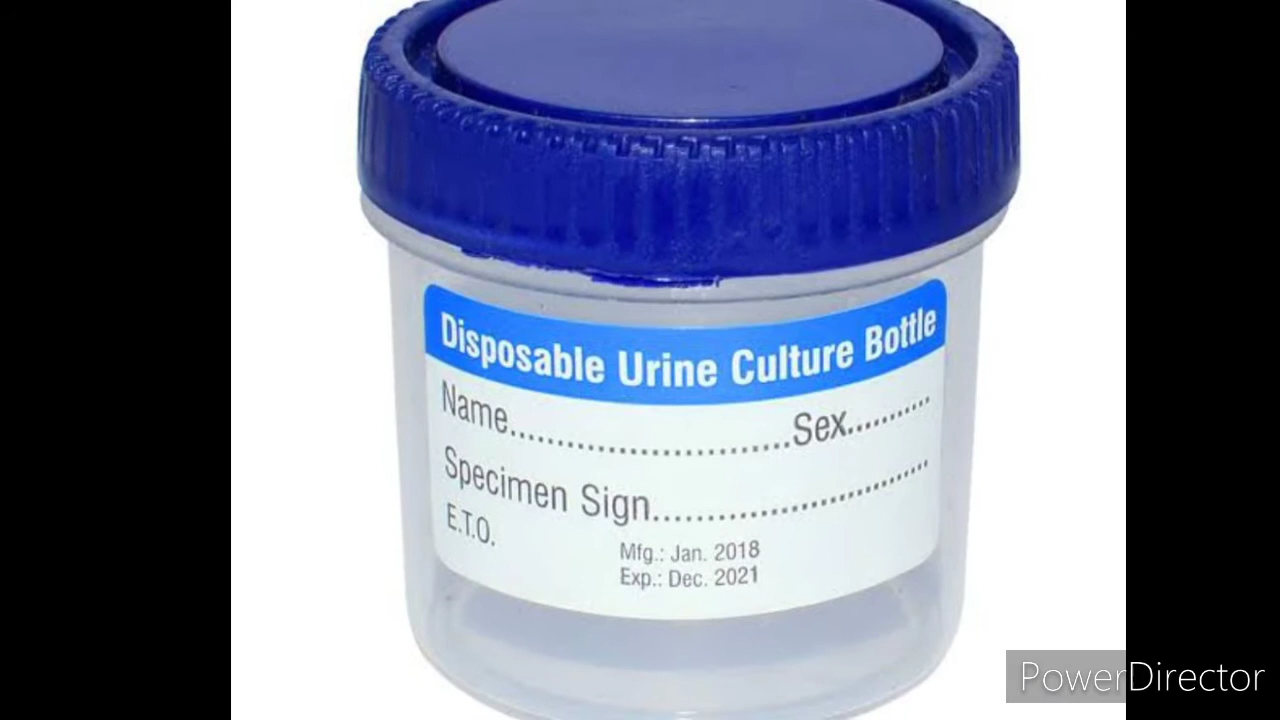 Disposable Urine Culture Bottle
Name..............................Sex..........
Specimen Sign..............................
E.T.O.
Mfg.: Jan. 2018
Exp.: Dec. 2021
PowerDirector